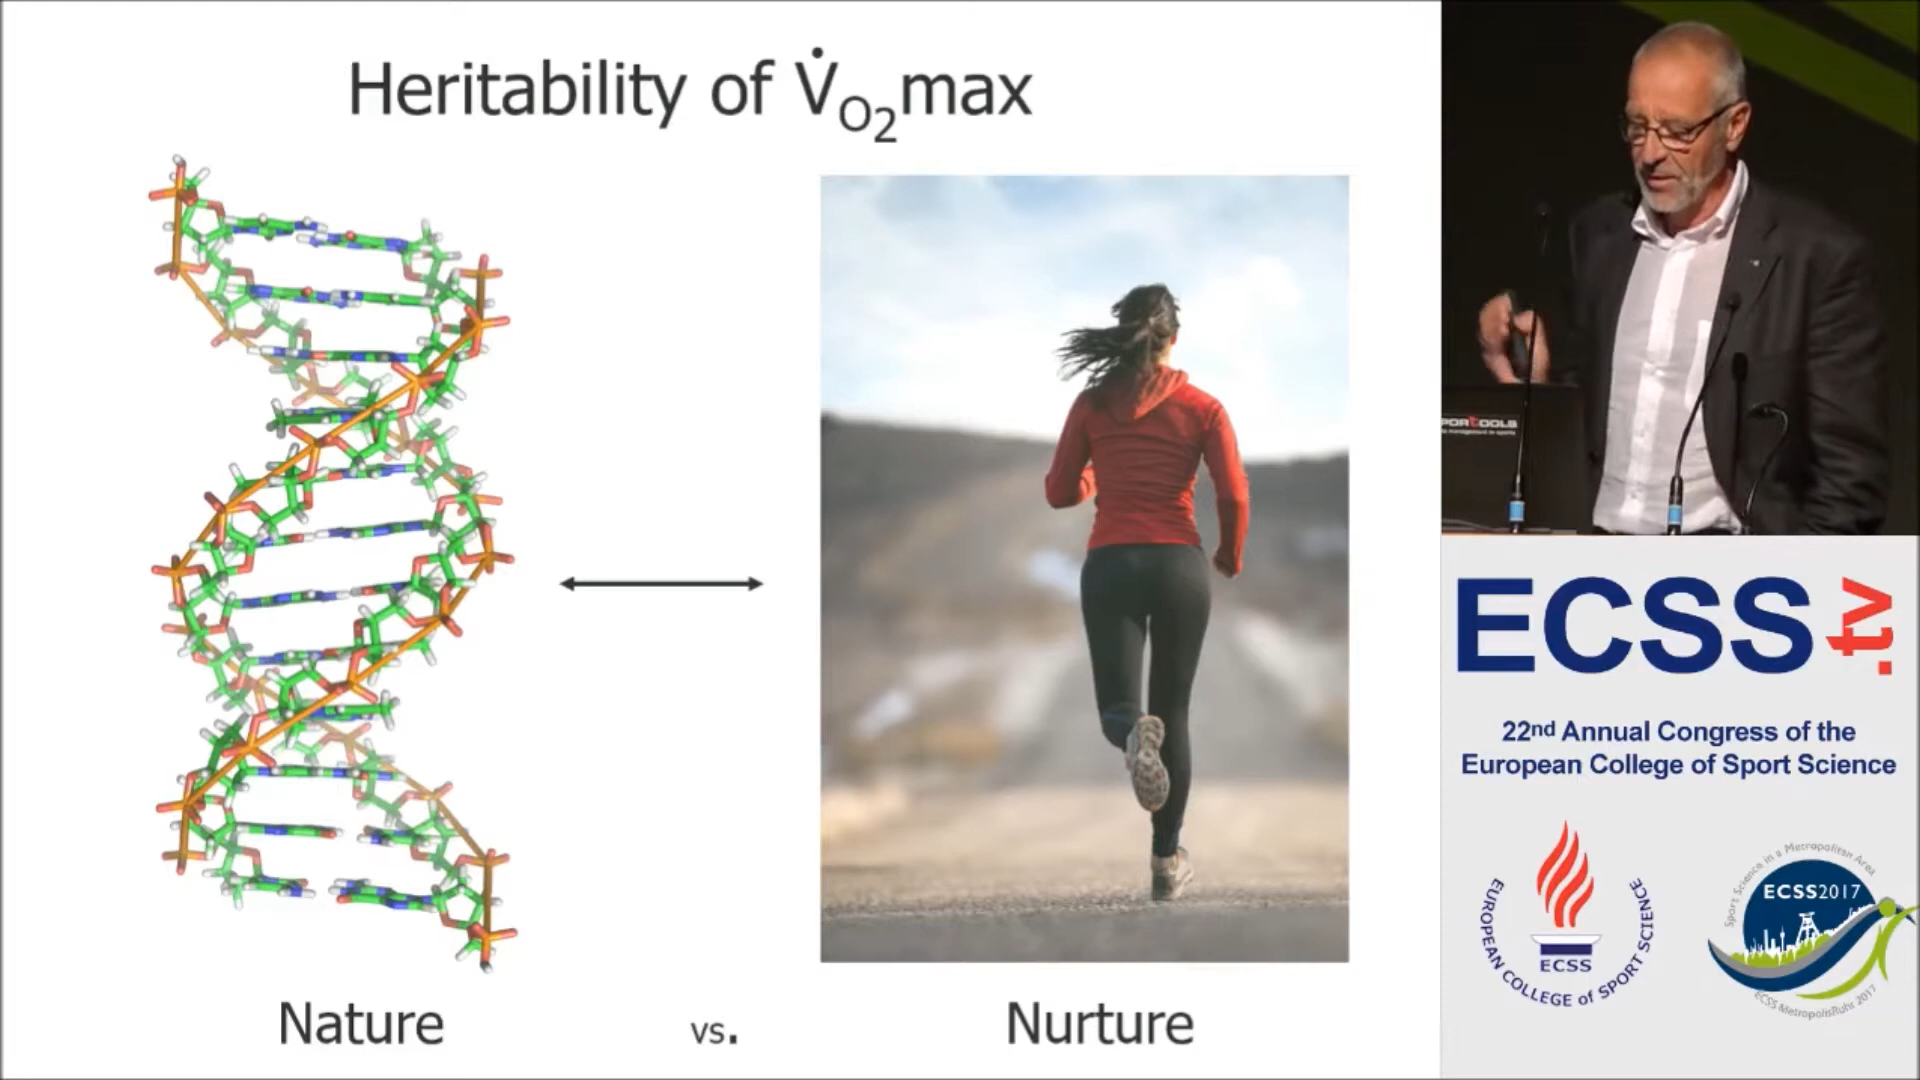 Heritability of V̇O₂max
Nature
vs.
Nurture
ECSS.tv
22nd Annual Congress of the
European College of Sport Science
EUROPEAN COLLEGE of SPORT SCIENCE
ECSS
Sport Science in a Metropolitan Area
ECSS2017
ECSS MetropolisRuhr 2017